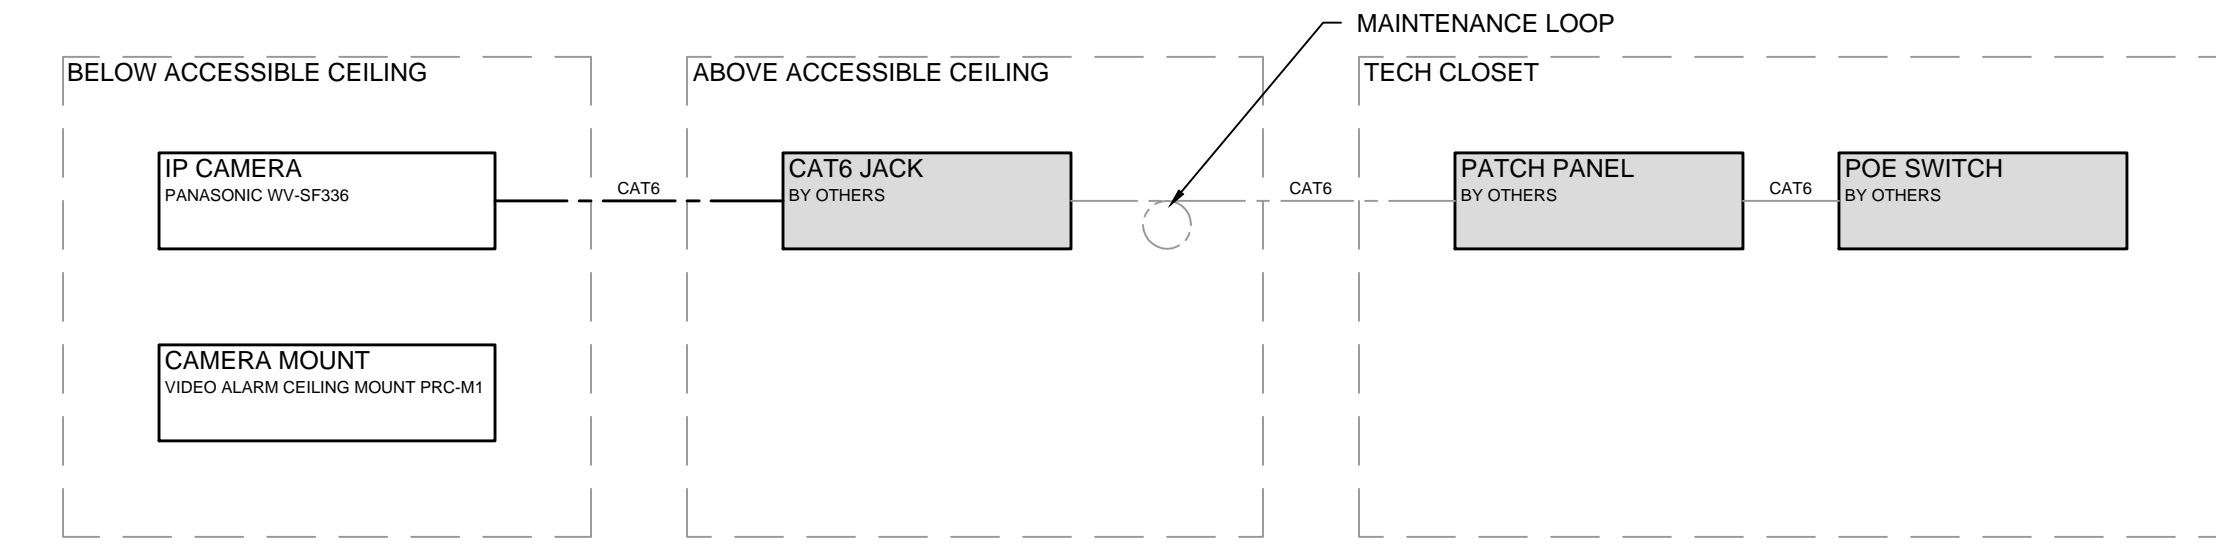 MAINTENANCE LOOP
BELOW ACCESSIBLE CEILING
ABOVE ACCESSIBLE CEILING
TECH CLOSET
IP CAMERA
PANASONIC WV-SF336
CAT6
CAT6 JACK
BY OTHERS
CAT6
PATCH PANEL
BY OTHERS
CAT6
POE SWITCH
BY OTHERS
CAMERA MOUNT
VIDEO ALARM CEILING MOUNT PRC-M1